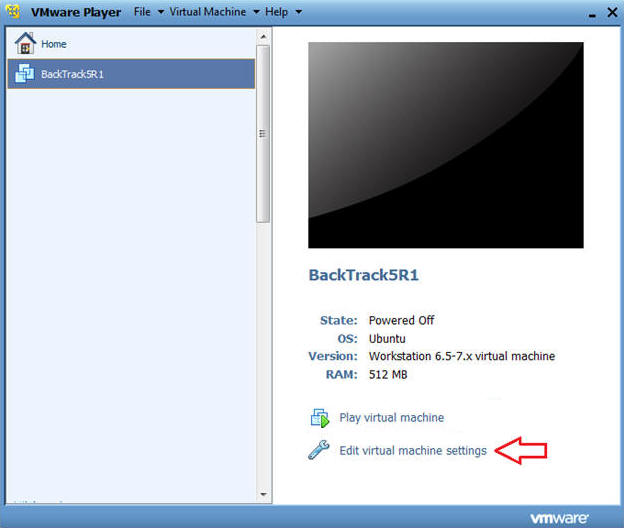 VMware Player File Virtual Machine Help
Home
BackTrack5R1
BackTrack5R1
State: Powered Off
OS: Ubuntu
Version: Workstation 6.5-7.x virtual machine
RAM: 512 MB
Play virtual machine
Edit virtual machine settings
vmware